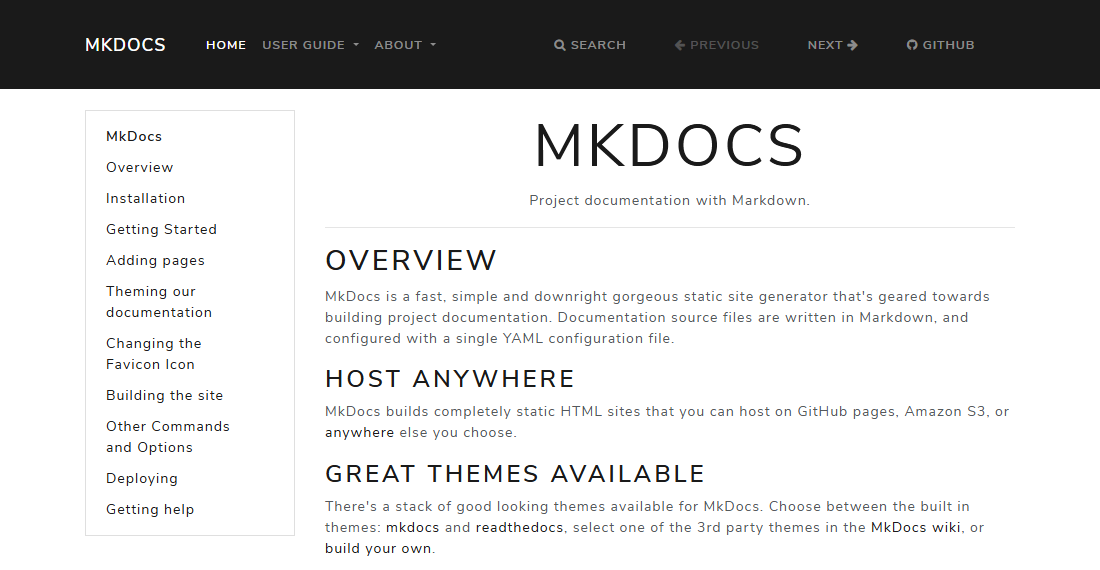 MKDOCS HOME USER GUIDE ABOUT SEARCH PREVIOUS NEXT GITHUB
MkDocs
Overview
Installation
Getting Started
Adding pages
Theming our
documentation
Changing the
Favicon Icon
Building the site
Other Commands
and Options
Deploying
Getting help
MKDOCS
Project documentation with Markdown.
OVERVIEW
MkDocs is a fast, simple and downright gorgeous static site generator that's geared towards
building project documentation. Documentation source files are written in Markdown, and
configured with a single YAML configuration file.
HOST ANYWHERE
MkDocs builds completely static HTML sites that you can host on GitHub pages, Amazon S3, or
anywhere else you choose.
GREAT THEMES AVAILABLE
There's a stack of good looking themes available for MkDocs. Choose between the built in
themes: mkdocs and readthedocs, select one of the 3rd party themes in the MkDocs wiki, or
build your own.